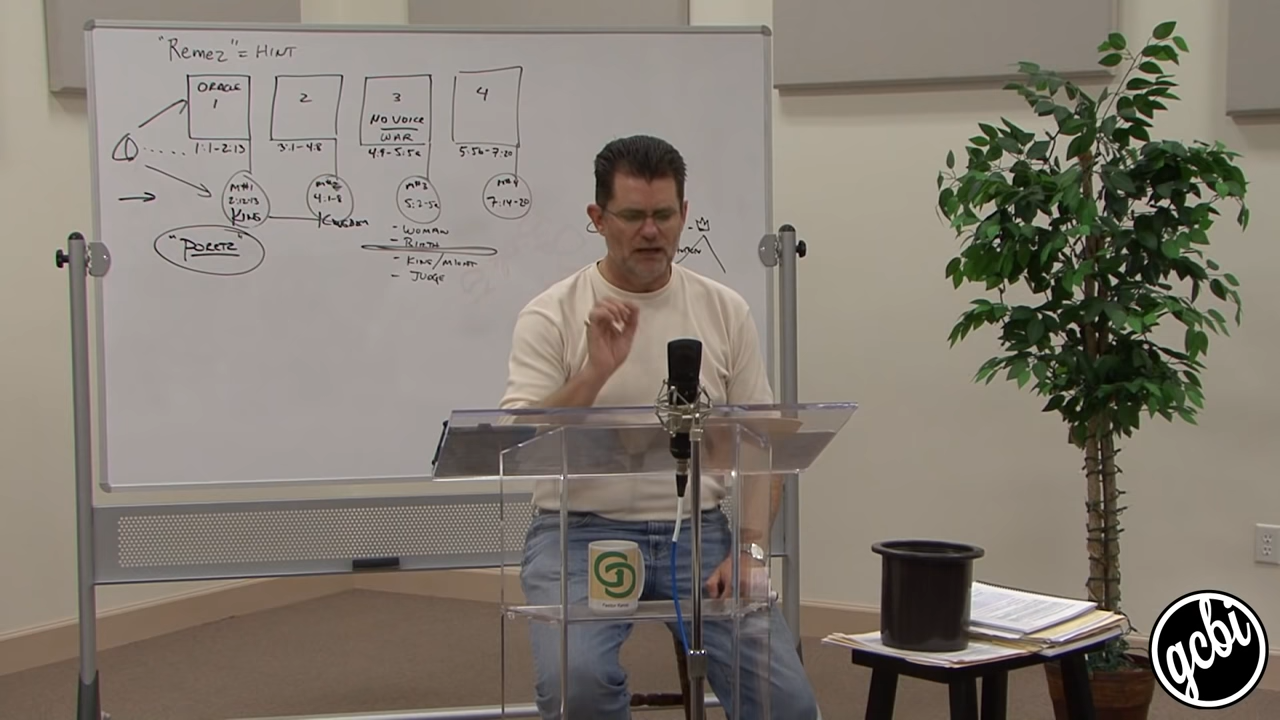 "Remez" = HINT
ORACLE
1
2
3
NO VOICE
WAR
4
1:1-2:13
3:1-4:8
4:9-5:5a
5:5b-7:20
M#1
2:12-13
KING
4:1-8
KINGDOM
M#3
5:2-5a
M#4
7:14-20
"PORETZ"
- WOMAN
- BIRTH
- KING/MIGHT
- JUDGE
gcbi